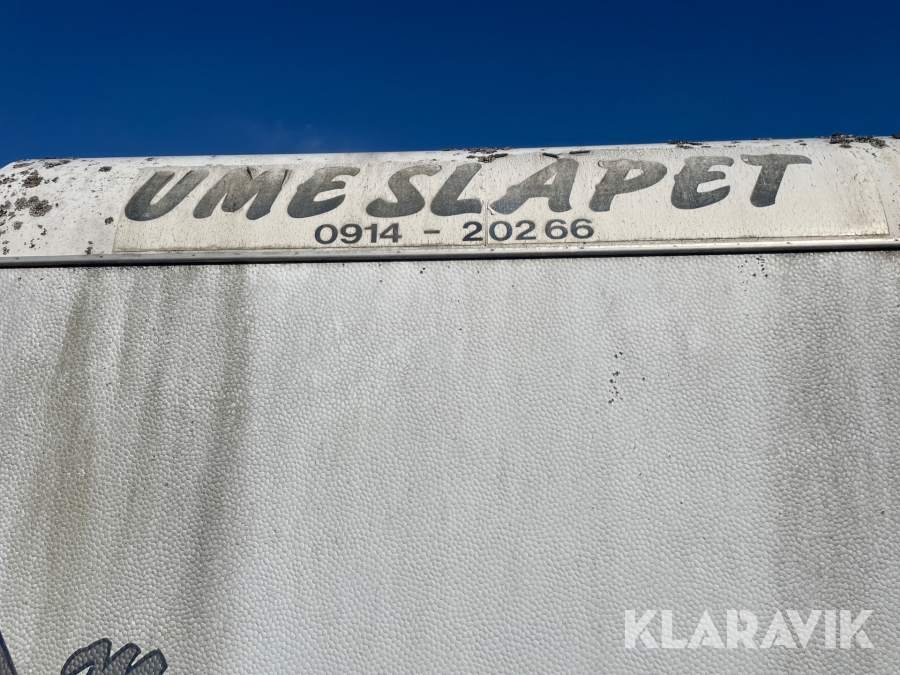 UMESLÄPET
0914 - 20266
KLARAVIK